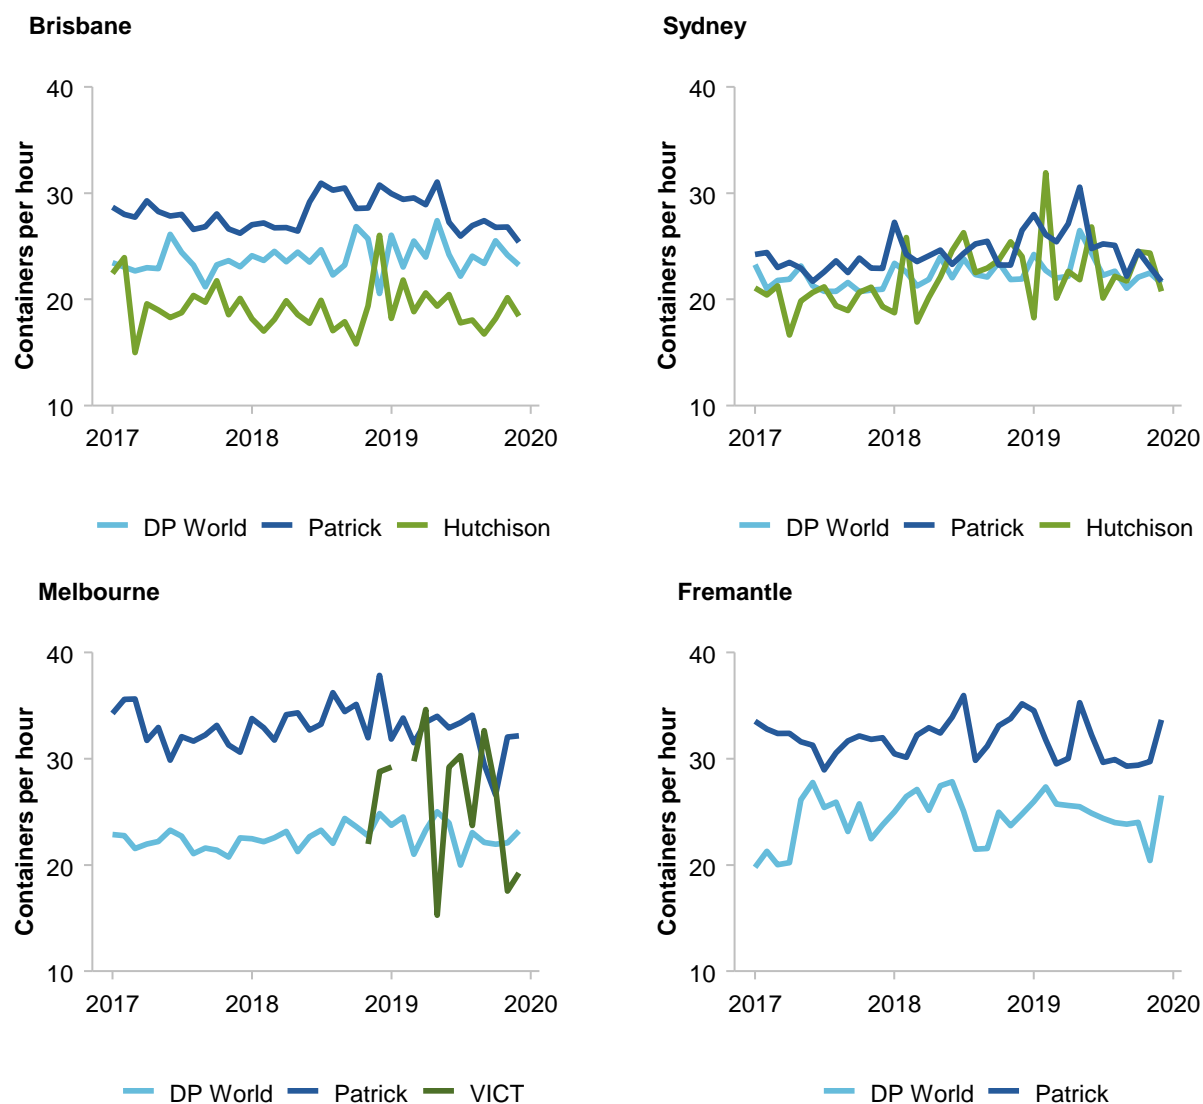 Brisbane
Containers per hour
40
30
20
10
2017 2018 2019 2020
DP World Patrick Hutchison
Sydney
Containers per hour
40
30
20
10
2017 2018 2019 2020
DP World Patrick Hutchison
Melbourne
Containers per hour
40
30
20
10
2017 2018 2019 2020
DP World Patrick VICT
Fremantle
Containers per hour
40
30
20
10
2017 2018 2019 2020
DP World Patrick